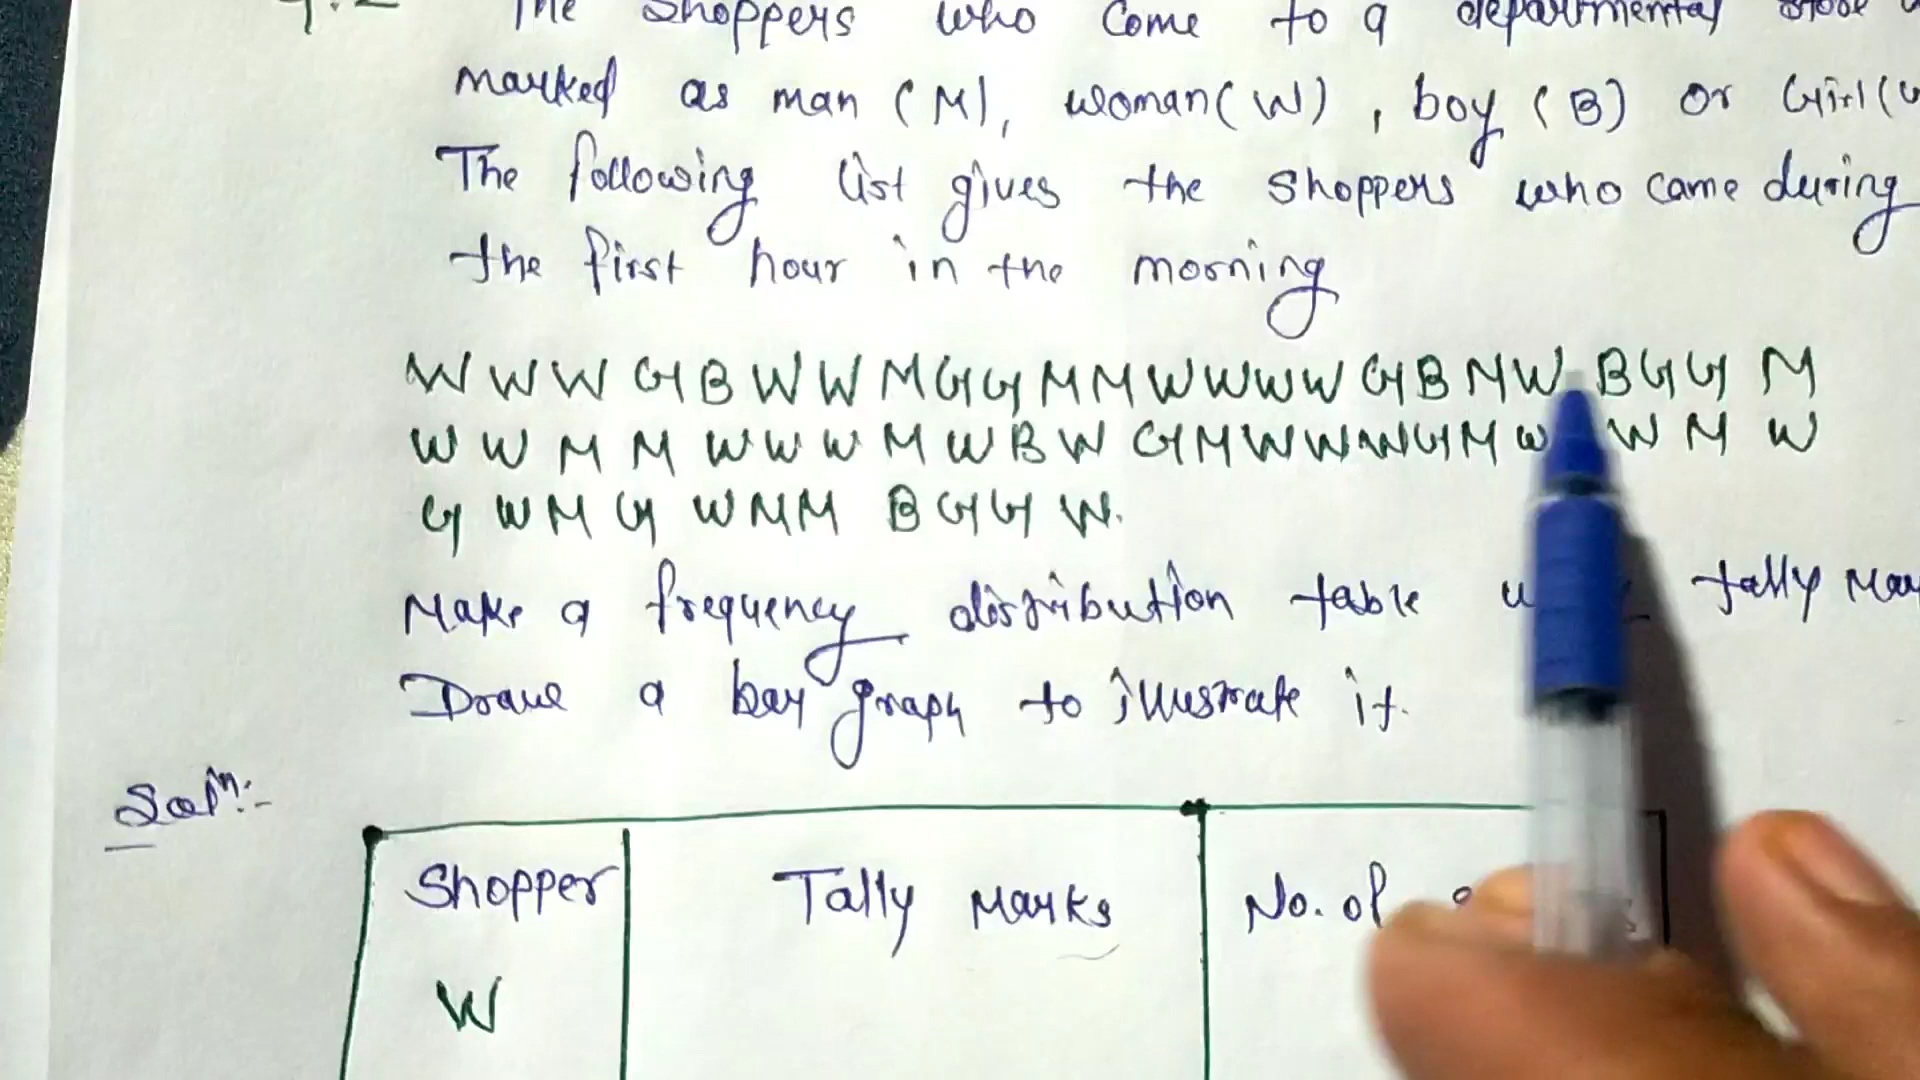 The Shoppers who come to a departmental
marked as man (M), woman (W), boy (B) or Girl (
The following list gives the shoppers who came during
the first hour in the morning
W W W G B W W M G G M M W W W W G B M W B G G M
W W M M W W W M W B W G M W W W G M W W M W
G W M G W M M B G G W.
Make a frequency distribution table tally
Draw a bar graph to illustrate it.
Solⁿ:-
Shopper Tally Marks No. of
W